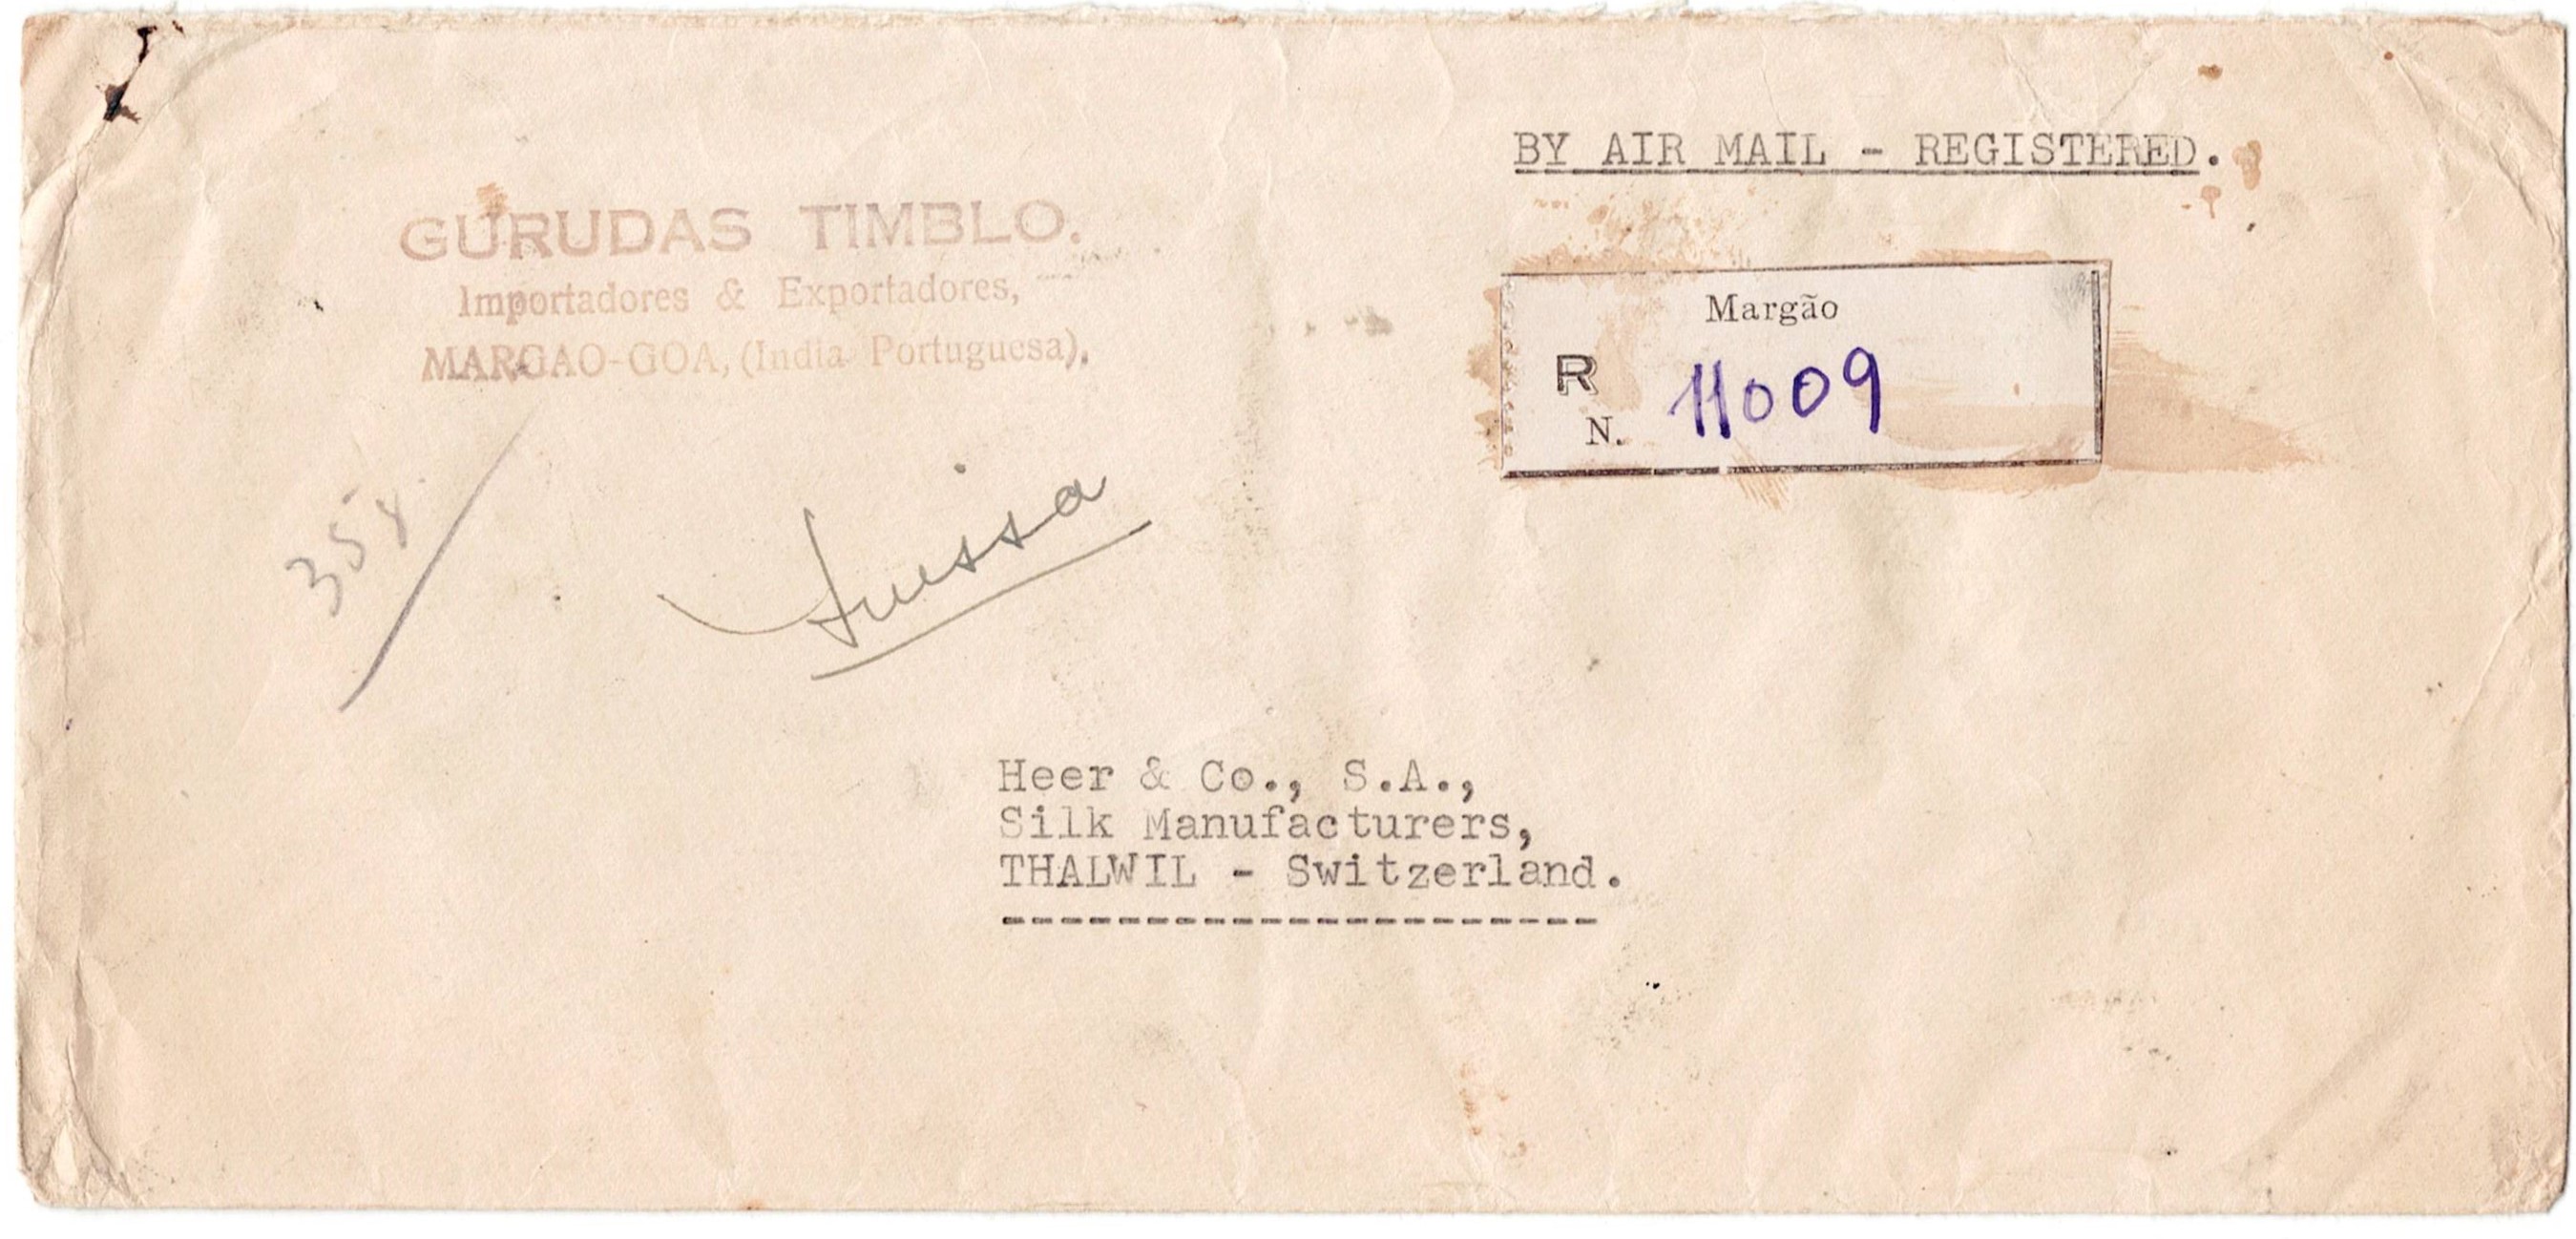 BY AIR MAIL - REGISTERED.
GURUDAS TIMBLO.
Importadores & Exportadores,
MARGAO-GOA, (India Portuguesa).
Margão
R
N. 11009
Suissa
Heer & Co., S.A.,
Silk Manufacturers,
THALWIL - Switzerland.
----------------------